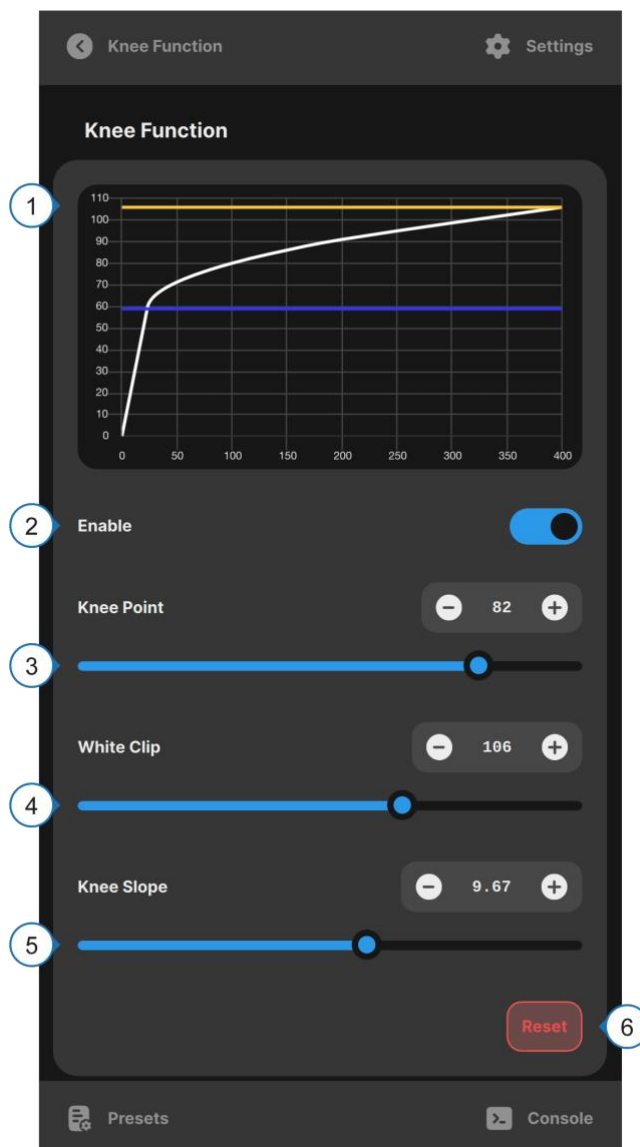 Knee Function
Settings
Knee Function
1
110
100
90
80
70
60
50
40
30
20
10
0
0 50 100 150 200 250 300 350 400
2
Enable
Knee Point
82
3
White Clip
106
4
Knee Slope
9.67
5
Reset
6
Presets
Console